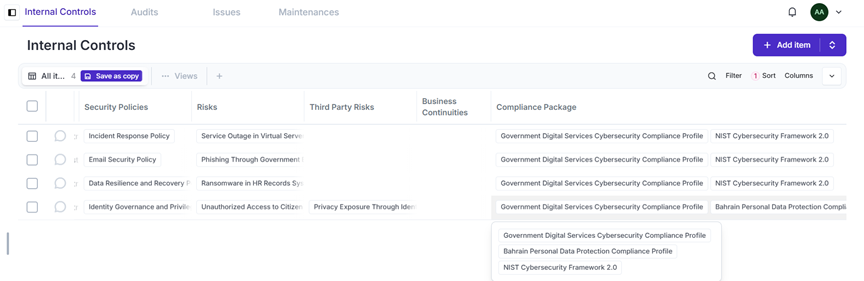 Internal Controls Audits Issues Maintenances AA
Internal Controls + Add item
All it... 4 Save as copy ... Views + Filter 1 Sort Columns
Security Policies Risks Third Party Risks Business Continuities Compliance Package
Incident Response Policy Service Outage in Virtual Government Digital Services Cybersecurity Compliance Profile NIST Cybersecurity Framework 2.0
Email Security Policy Phishing Through Government Government Digital Services Cybersecurity Compliance Profile NIST Cybersecurity Framework 2.0
Data Resilience and Recovery Ransomware in HR Records Government Digital Services Cybersecurity Compliance Profile NIST Cybersecurity Framework 2.0
Identity Governance and Unauthorized Access to Citizen Privacy Exposure Through Government Digital Services Cybersecurity Compliance Profile Bahrain Personal Data Protection
Government Digital Services Cybersecurity Compliance Profile
Bahrain Personal Data Protection Compliance Profile
NIST Cybersecurity Framework 2.0